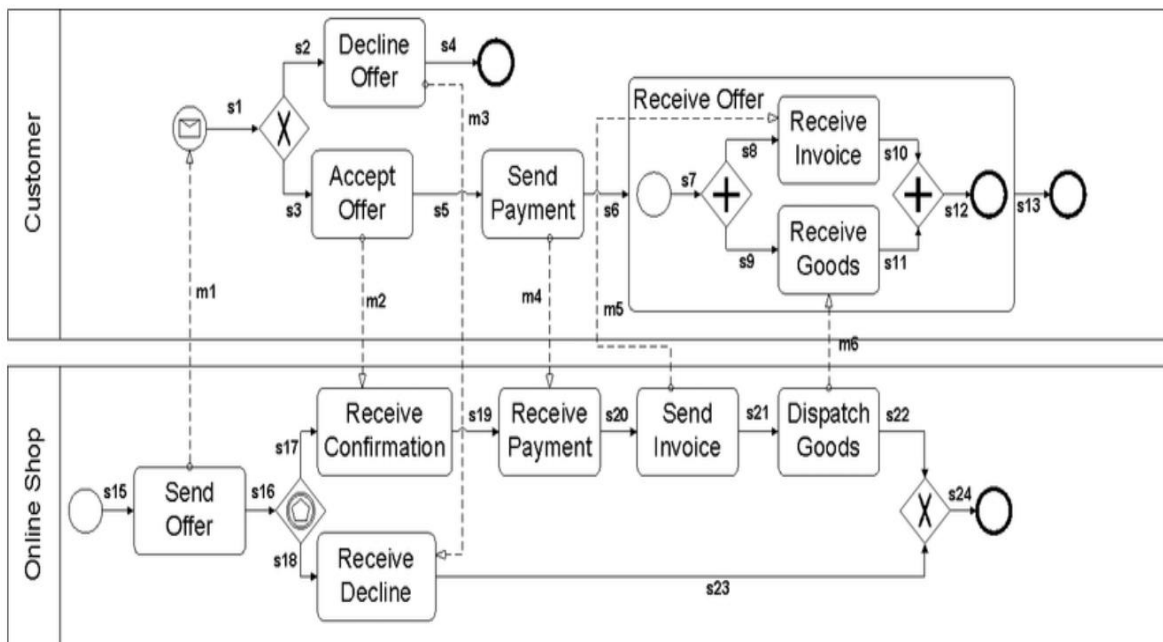 Customer
s1
s2
Decline
Offer
s4
m3
s3
Accept
Offer
s5
Send
Payment
s6
Receive Offer
s7
s8
Receive
Invoice
s10
s9
Receive
Goods
s11
s12
s13
m1
m2
m4
m5
m6
Online Shop
s15
Send
Offer
s16
s17
Receive
Confirmation
s19
Receive
Payment
s20
Send
Invoice
s21
Dispatch
Goods
s22
s18
Receive
Decline
s23
s24